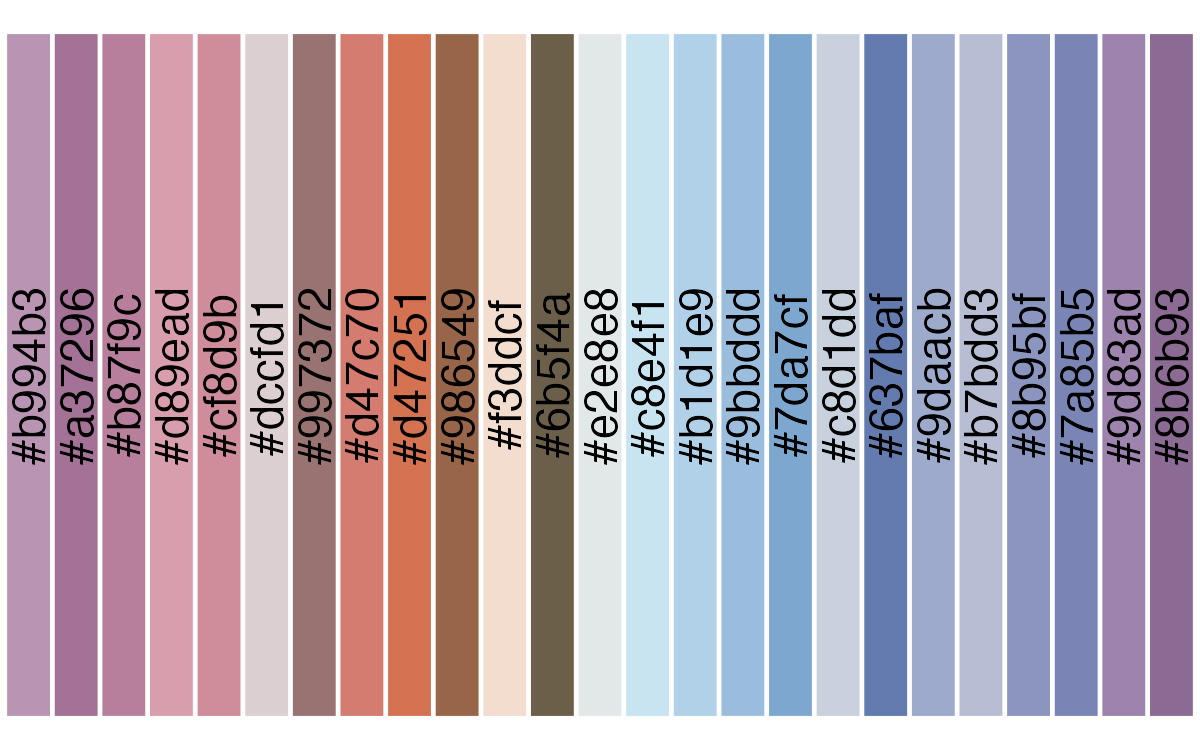 #b994b3
#a37296
#b87f9c
#d89ead
#cf8d9b
#dccfd1
#997372
#d47c70
#d47251
#986549
#f3ddcf
#6b5f4a
#e2e8e8
#c8e4f1
#b1d1e9
#9bbddd
#7da7cf
#c8d1dd
#637baf
#9daacb
#b7bdd3
#8b95bf
#7a85b5
#9d83ad
#8b6b93